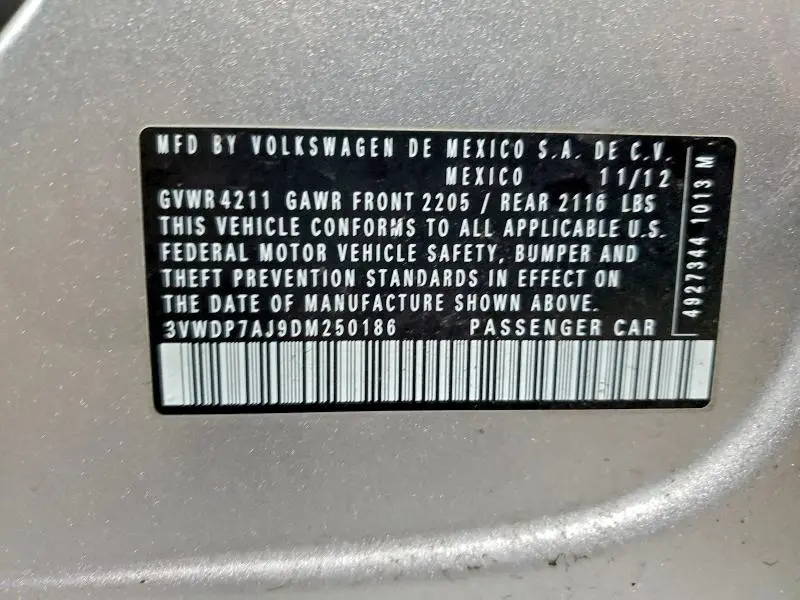 MFD BY VOLKSWAGEN DE MEXICO S.A. DE C.V.
MEXICO 11/12
GVWR 4211 GAWR FRONT 2205 / REAR 2116 LBS
THIS VEHICLE CONFORMS TO ALL APPLICABLE U.S.
FEDERAL MOTOR VEHICLE SAFETY, BUMPER AND
THEFT PREVENTION STANDARDS IN EFFECT ON
THE DATE OF MANUFACTURE SHOWN ABOVE.
3VWDP7AJ9DM250186 PASSENGER CAR
4927344 1013 M